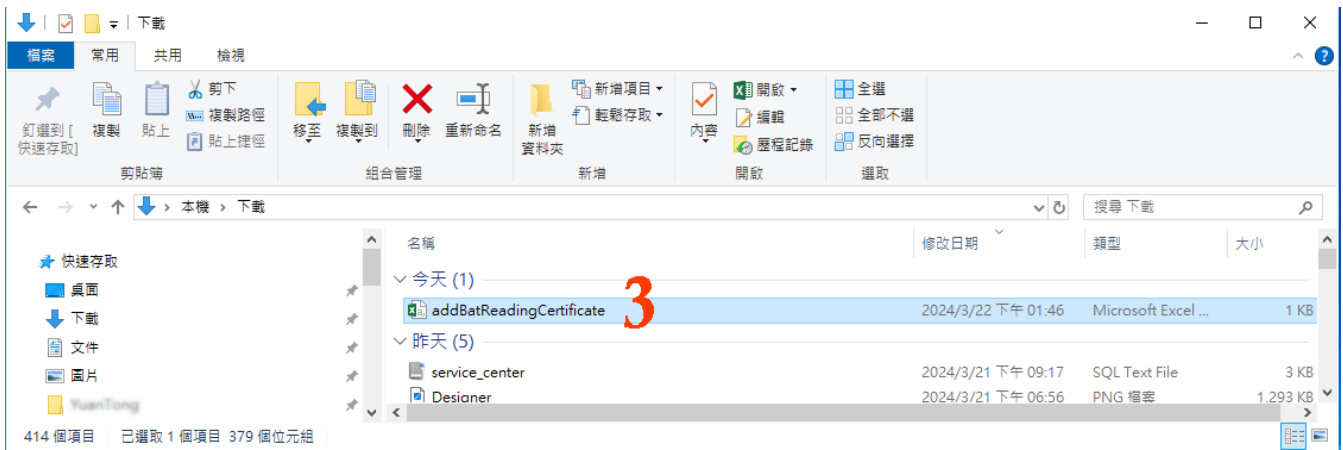 下載
檔案 常用 共用 檢視
釘選到 [快速存取] 複製 貼上 剪下 複製路徑 貼上捷徑 移至 複製到 刪除 重新命名 新增資料夾 新增項目 輕鬆存取 內容 開啟 編輯 歷程記錄 全選 全部不選 反向選擇
剪貼簿 組合管理 新增 開啟 選取
本機 › 下載 搜尋 下載
名稱 修改日期 類型 大小
快速存取
桌面
下載
文件
圖片
YuanTong
今天 (1)
addBatReadingCertificate 3 2024/3/22 下午 01:46 Microsoft Excel ... 1 KB
昨天 (5)
service_center 2024/3/21 下午 09:17 SQL Text File 3 KB
Designer 2024/3/21 下午 06:56 PNG 檔案 1,293 KB
414 個項目 已選取 1 個項目 379 個位元組